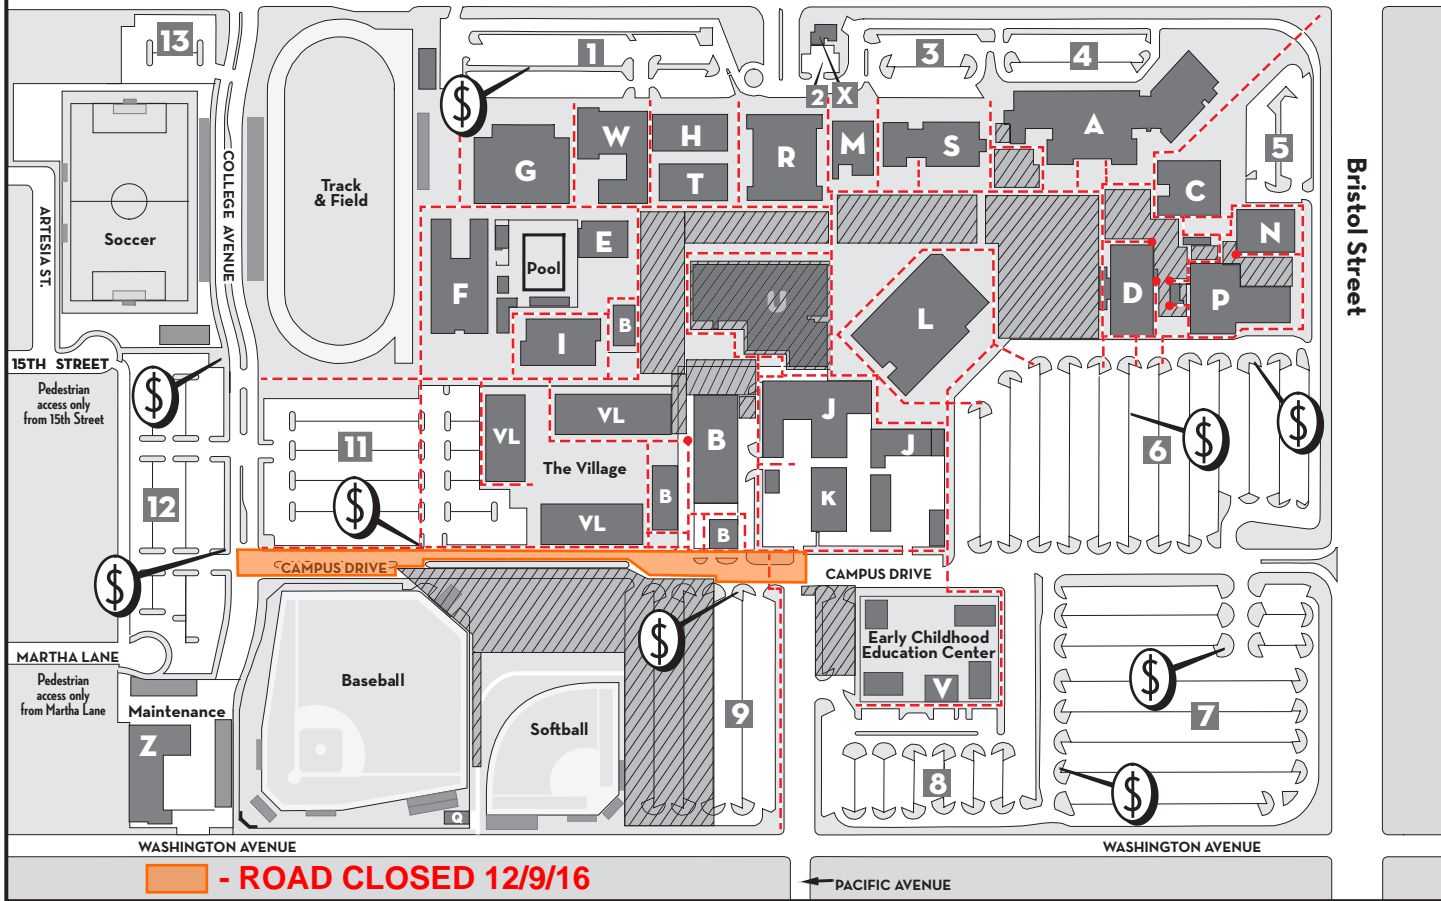 13
1
3
4
2 X
$
W
H
M
S
A
5
G
R
T
C
Bristol Street
COLLEGE AVENUE
Track
& Field
ARTESIA ST.
Soccer
E
N
Pool
F
D
P
U
L
B
I
15TH STREET
Pedestrian
access only
from 15th Street
$
VL
VL
J
B
J
$
$
6
11
The Village
12
$
B
K
VL
B
CAMPUS DRIVE
CAMPUS DRIVE
$
$
Early Childhood
Education Center
MARTHA LANE
Pedestrian
access only
from Martha Lane
Baseball
V
$
Maintenance
Z
Softball
9
7
8
$
Q
WASHINGTON AVENUE
WASHINGTON AVENUE
- ROAD CLOSED 12/9/16
PACIFIC AVENUE